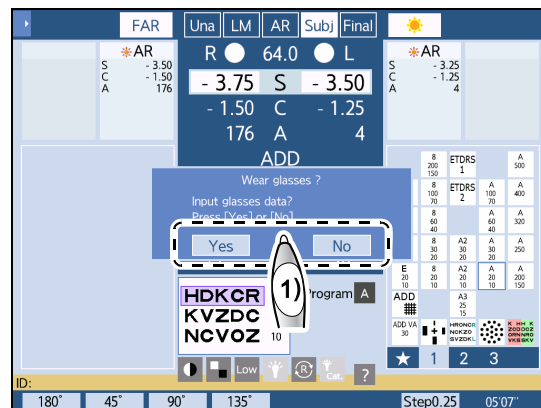 FAR Una LM AR Subj Final
AR
S - 3.50
C - 1.50
A 176
R 64.0 L
- 3.75 S - 3.50
- 1.50 C - 1.25
176 A 4
ADD
AR
S - 3.25
C - 1.25
A 4
Wear glasses ?
Input glasses data?
Press [Yes] or [No].
Yes No
1)
HDKCR
KVZDC
NCVOZ 10
Program A
Low R Cat. ?
8 200 150 ETDRS 1 A 500
8 100 70 ETDRS 2 A 100 70 A 400
8 60 40 A 60 40 A 320
8 30 20 A2 30 20 A 30 20 A 250
E 20 10 8 20 10 A2 20 10 A 20 10 A 200 150
ADD A3 25 15
ADD VA 30 HRONCR NCKZO SVZDKL
★ 1 2 3
ID:
180° 45° 90° 135° Step0.25 05'07"